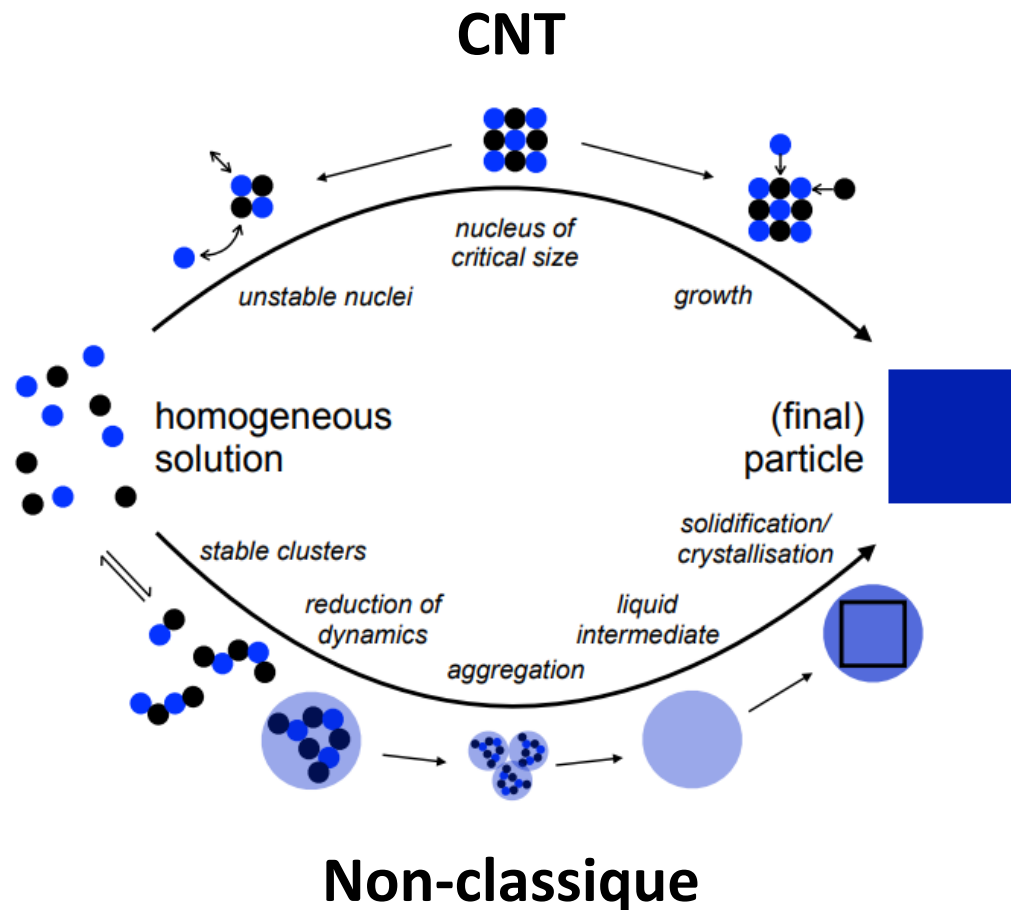 CNT
nucleus of
critical size
unstable nuclei
growth
homogeneous
solution
(final)
particle
stable clusters
solidification/
crystallisation
reduction of
dynamics
liquid
intermediate
aggregation
Non-classique